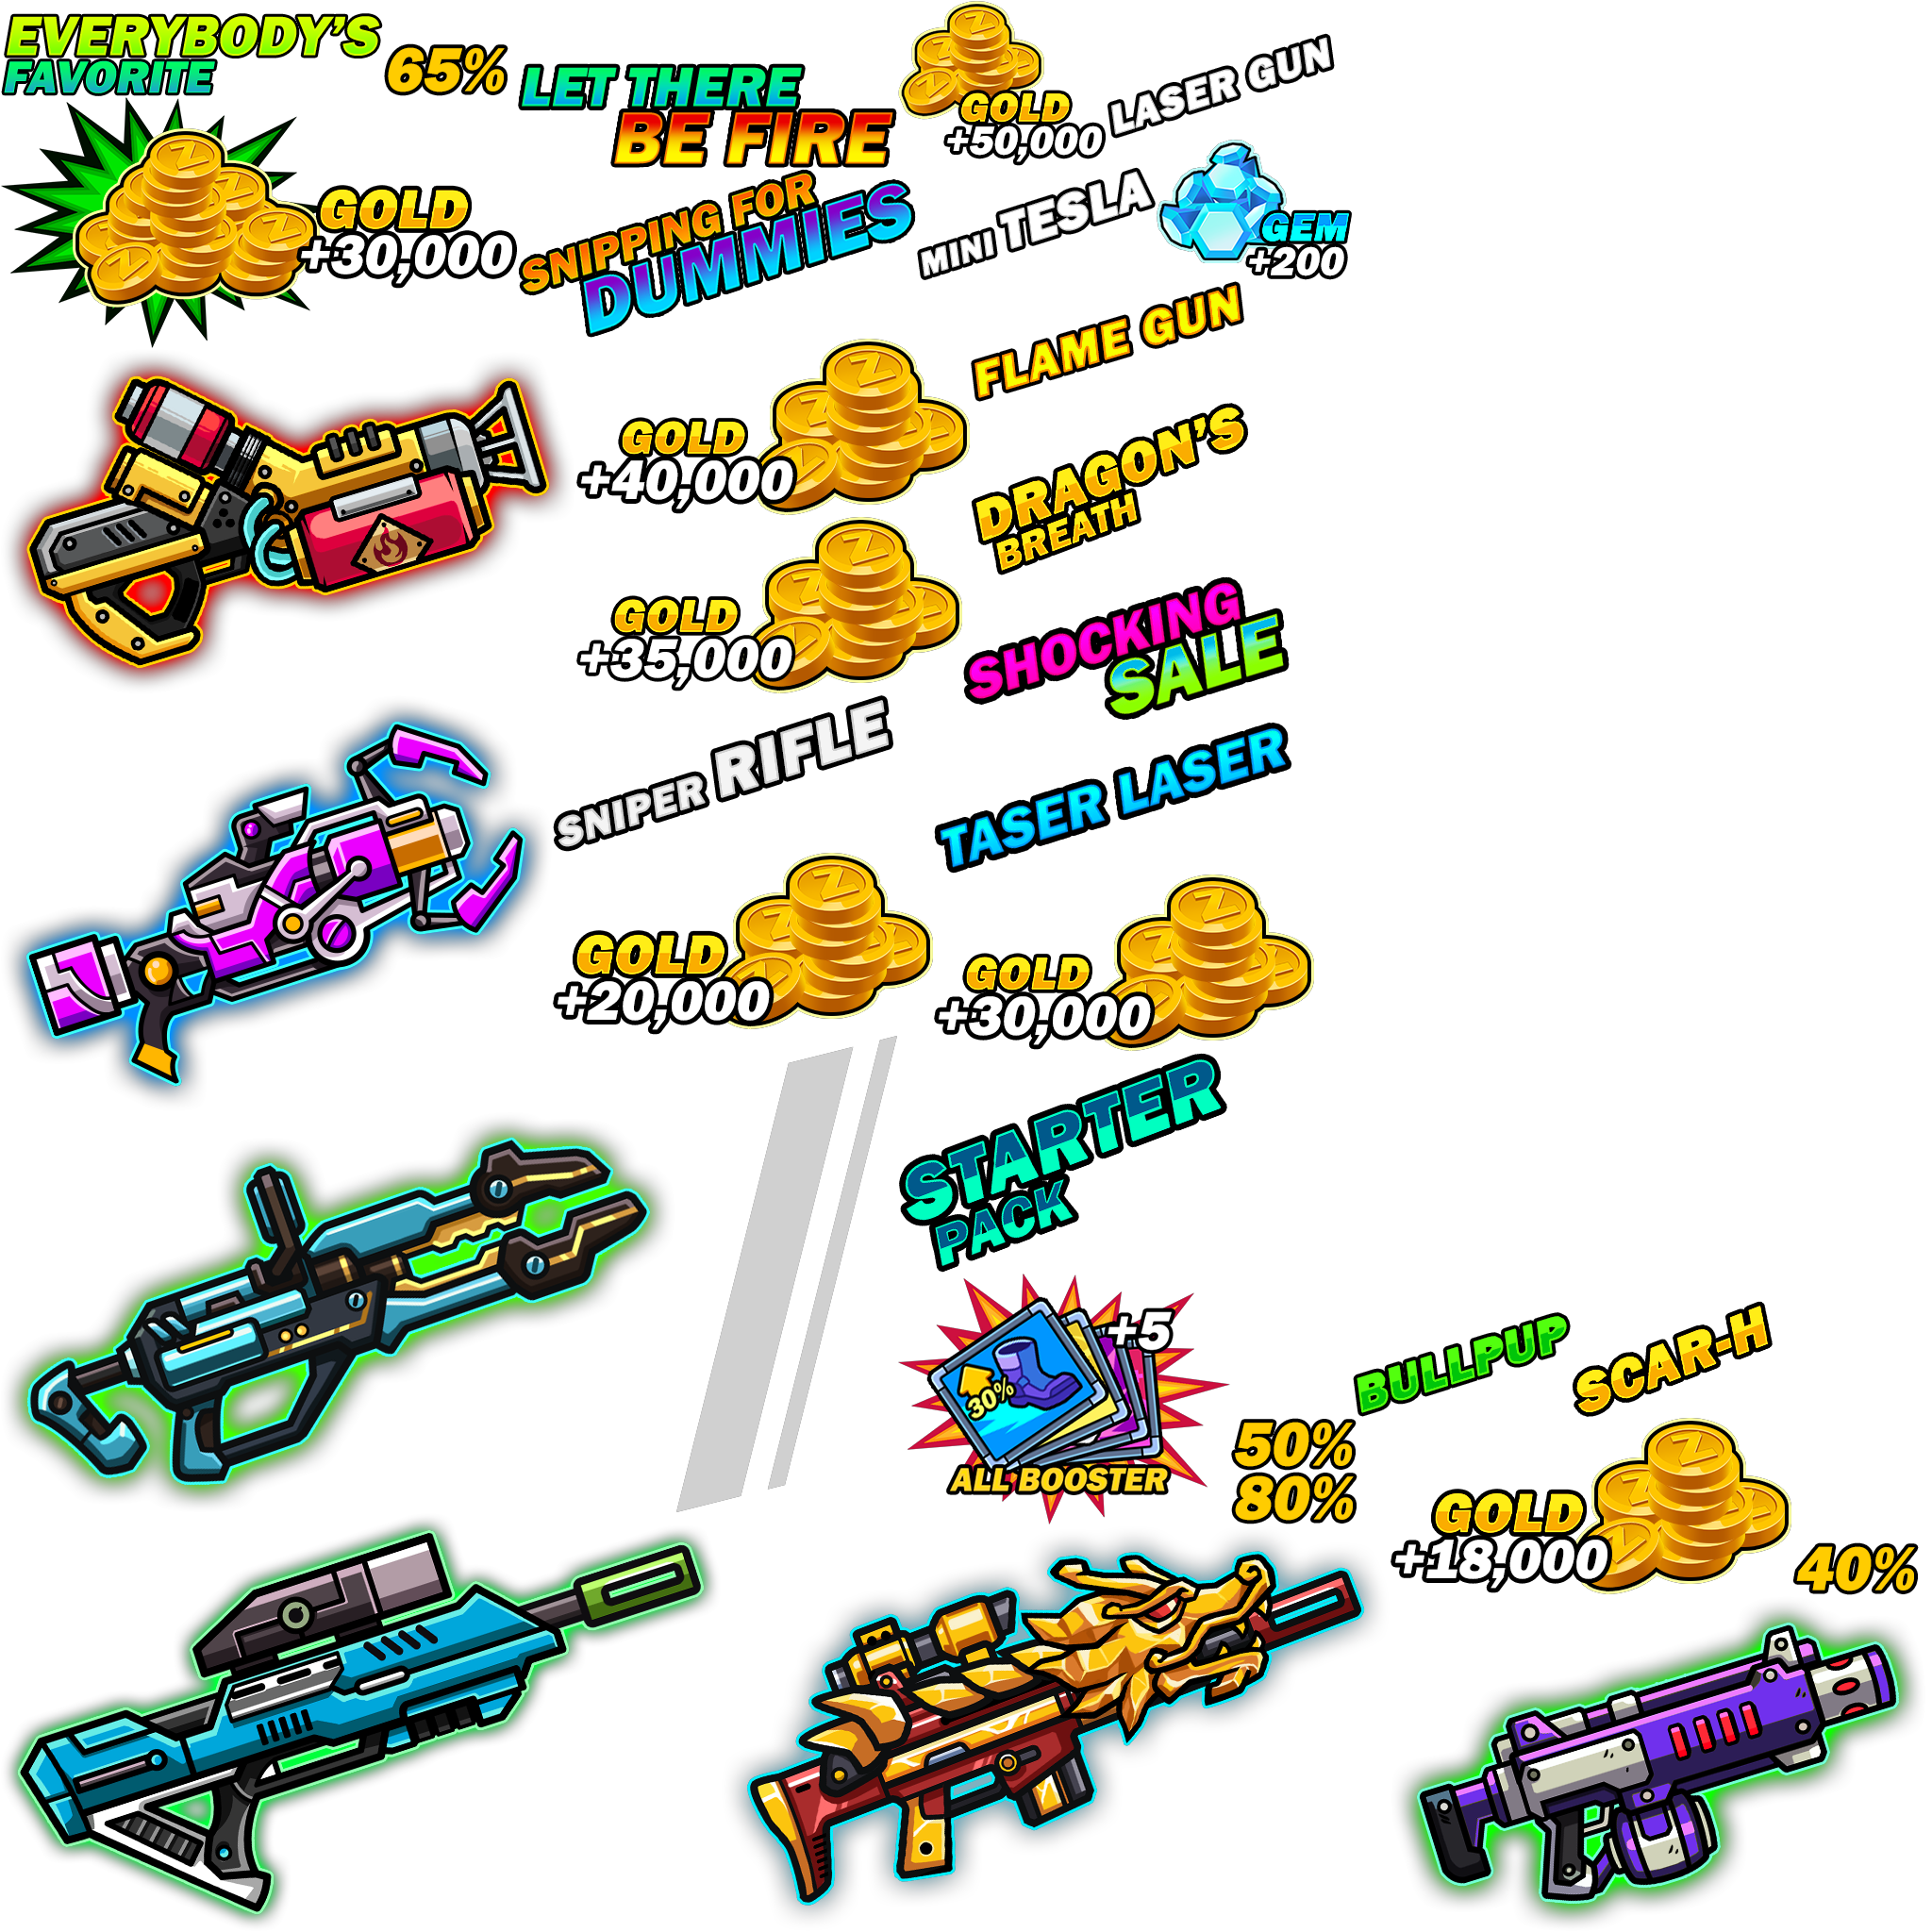 EVERYBODY'S
FAVORITE
65%
LET THERE
BE FIRE
GOLD
+50,000
LASER GUN
GOLD
+30,000
SNIPPING FOR
DUMMIES
MINI TESLA
GEM
+200
FLAME GUN
GOLD
+40,000
DRAGON'S
BREATH
GOLD
+35,000
SHOCKING
SALE
SNIPER RIFLE
TASER LASER
GOLD
+20,000
GOLD
+30,000
STARTER
PACK
+5
30%
ALL BOOSTER
50%
80%
BULLPUP
SCAR-H
GOLD
+18,000
40%